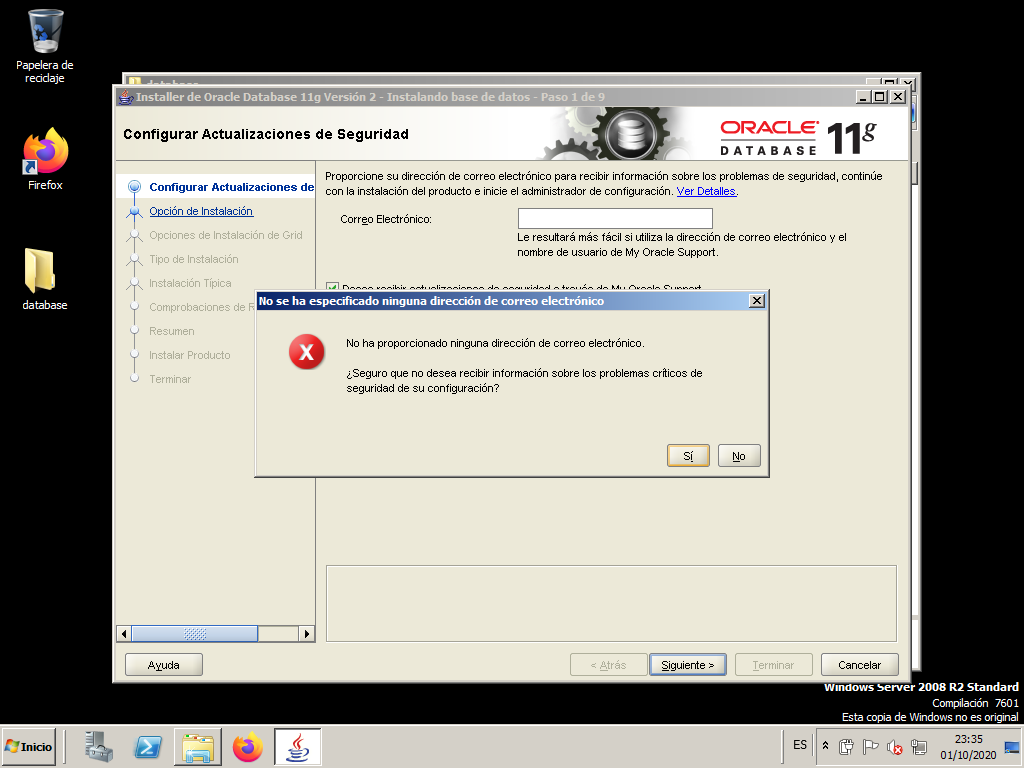 Papelera de
reciclaje
Firefox
database
database
Installer de Oracle Database 11g Versión 2 - Instalando base de datos - Paso 1 de 9
Configurar Actualizaciones de Seguridad
ORACLE
DATABASE
11g
Configurar Actualizaciones de
Opción de Instalación
Opciones de Instalación de Grid
Tipo de Instalación
Instalación Típica
Comprobaciones de
Resumen
Instalar Producto
Terminar
Proporcione su dirección de correo electrónico para recibir información sobre los problemas de seguridad, continúe
con la instalación del producto e inicie el administrador de configuración. Ver Detalles.
Correo Electrónico:
Le resultará más fácil si utiliza la dirección de correo electrónico y el
nombre de usuario de My Oracle Support.
Desea recibir actualizaciones de seguridad a través de My Oracle Support.
No se ha especificado ninguna dirección de correo electrónico
No ha proporcionado ninguna dirección de correo electrónico.
¿Seguro que no desea recibir información sobre los problemas críticos de
seguridad de su configuración?
Sí
No
Ayuda
< Atrás
Siguiente >
Terminar
Cancelar
Windows Server 2008 R2 Standard
Compilación 7601
Esta copia de Windows no es original
Inicio
ES
23:35
01/10/2020